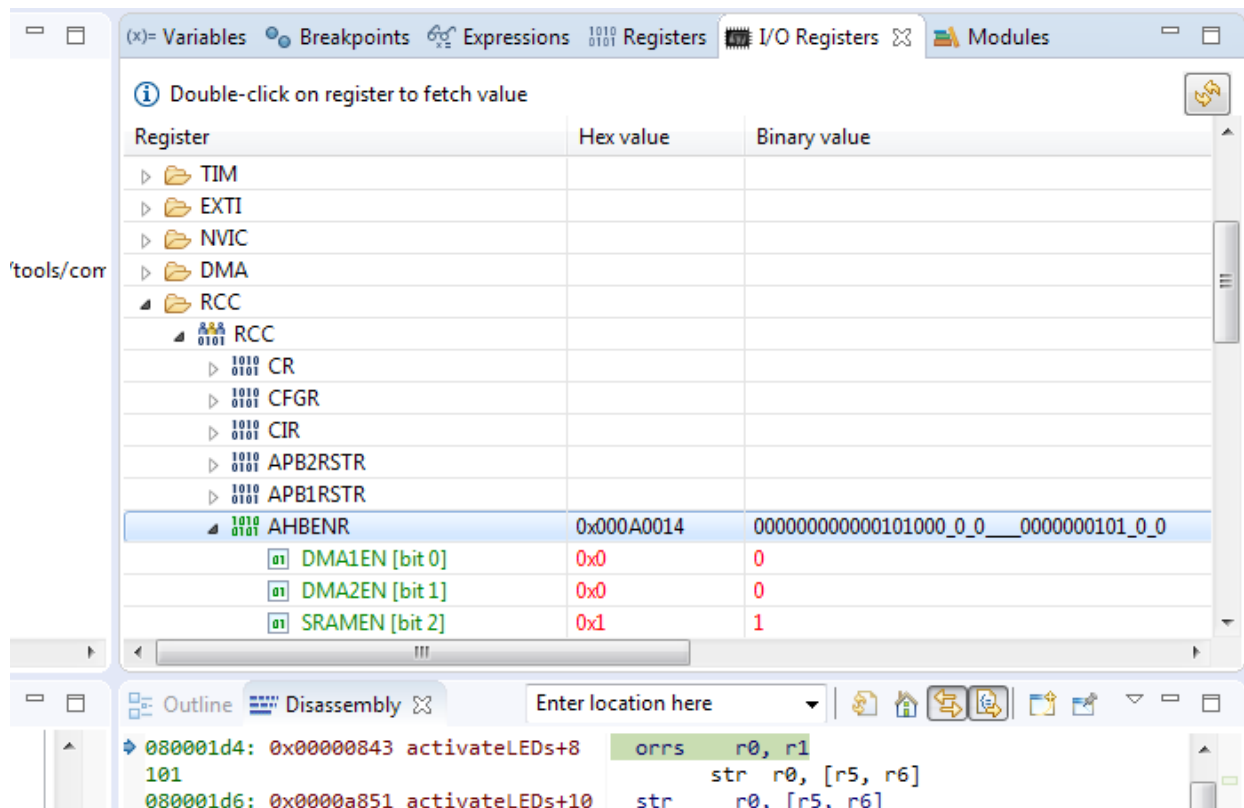 (x)= Variables Breakpoints Expressions Registers I/O Registers Modules
Double-click on register to fetch value
Register Hex value Binary value
TIM
EXTI
NVIC
/tools/com DMA
RCC
RCC
CR
CFGR
CIR
APB2RSTR
APB1RSTR
AHBENR 0x000A0014 000000000000101000_0_0___0000000101_0_0
DMA1EN [bit 0] 0x0 0
DMA2EN [bit 1] 0x0 0
SRAMEN [bit 2] 0x1 1
Outline Disassembly Enter location here
080001d4: 0x00000843 activateLEDs+8 orrs r0, r1
101 str r0, [r5, r6]
080001d6: 0x0000a851 activateLEDs+10 str r0, [r5, r6]